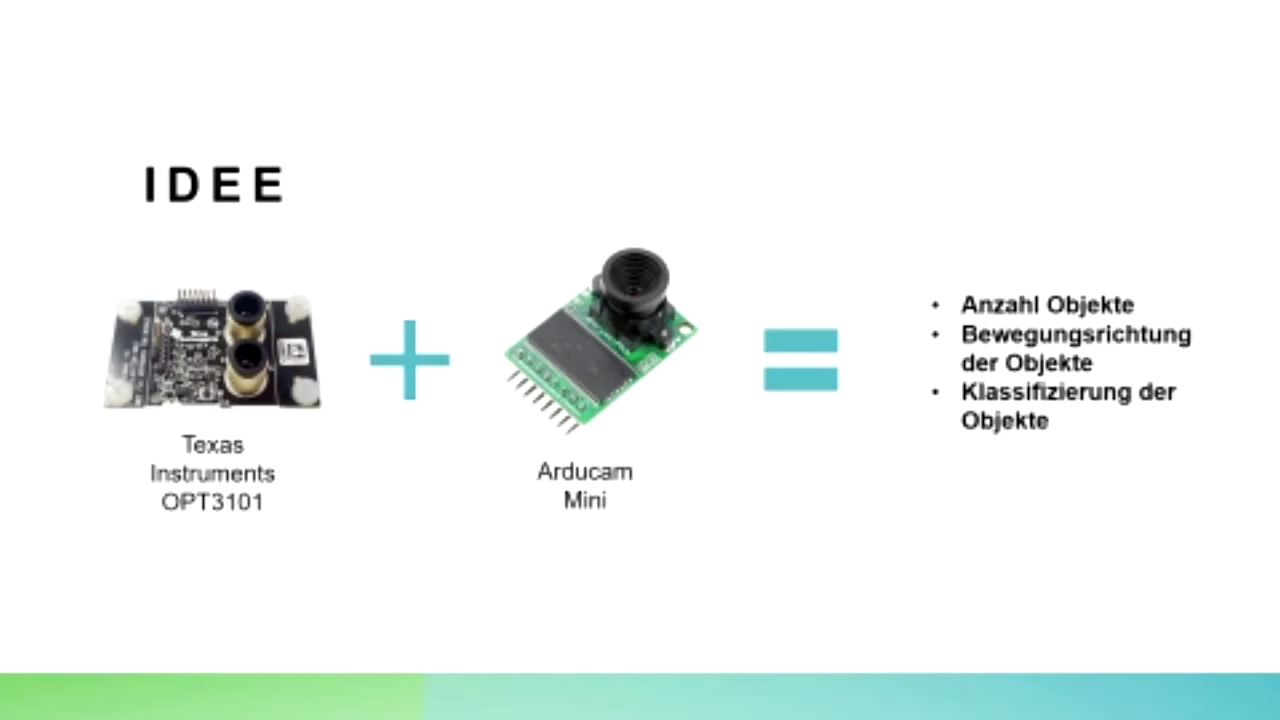 IDEE
Texas
Instruments
OPT3101
Arducam
Mini
• Anzahl Objekte
• Bewegungsrichtung
der Objekte
• Klassifizierung der
Objekte